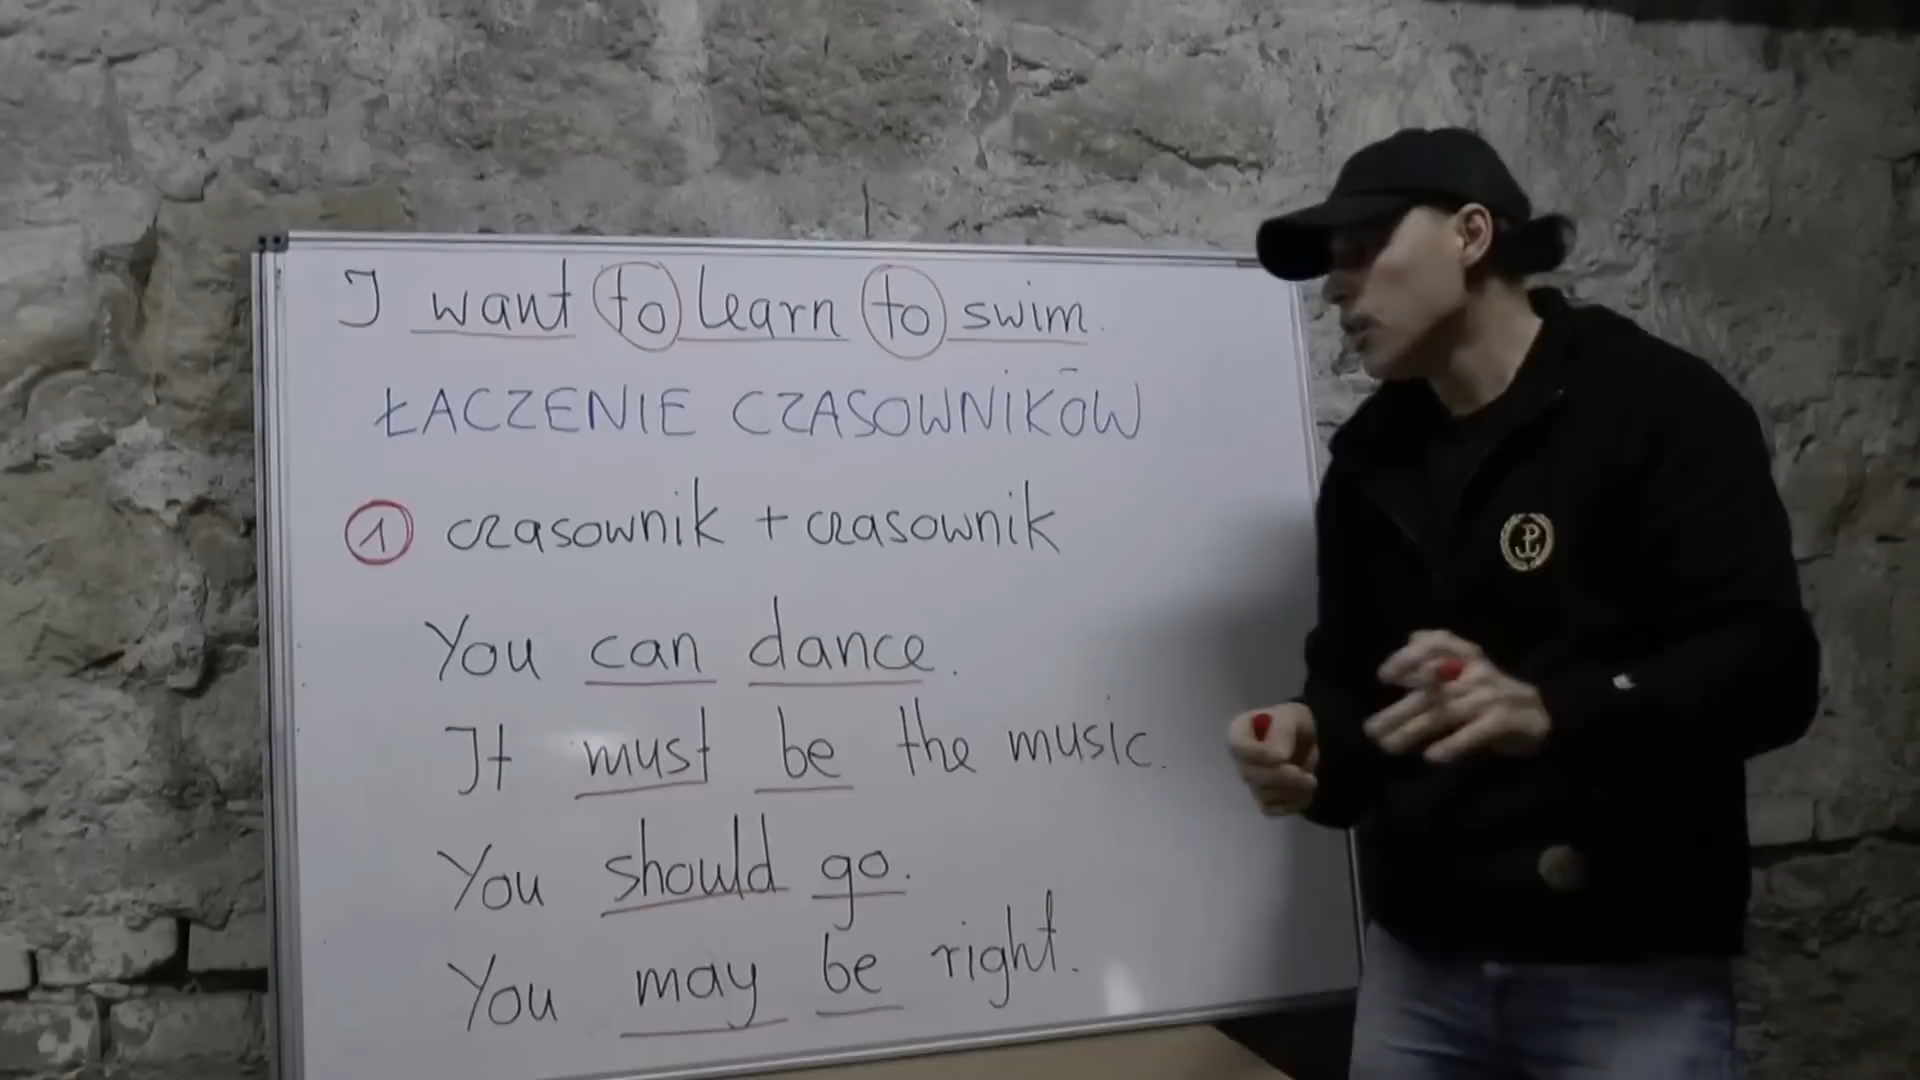 I want to learn to swim.
ŁACZENIE CZASOWNIKÓW
1 czasownik + czasownik
You can dance.
It must be the music.
You should go.
You may be right.